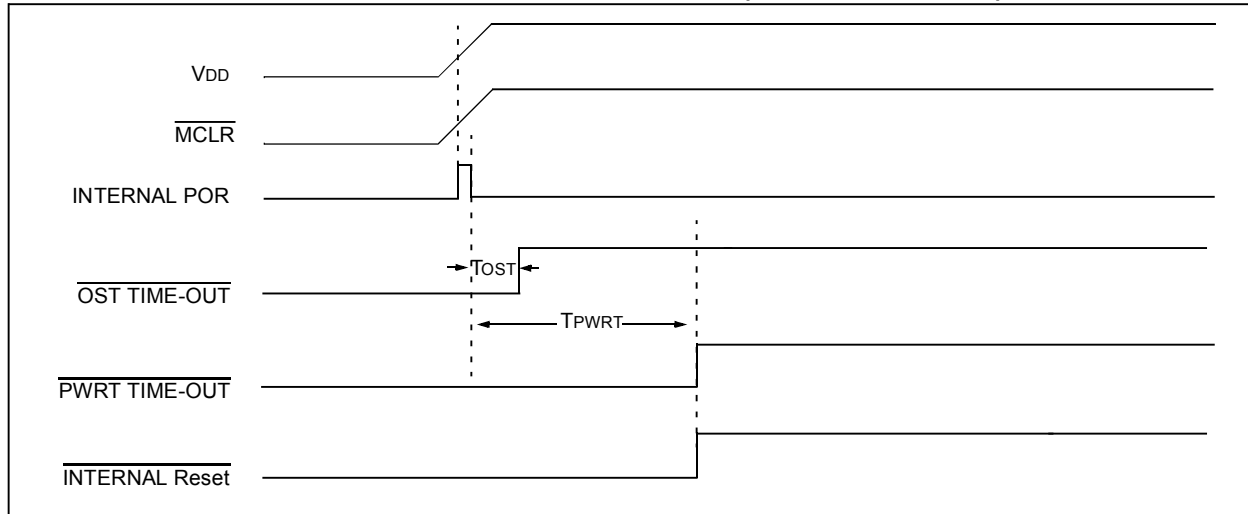 VDD
MCLR
INTERNAL POR
TOST
OST TIME-OUT
TPWRT
PWRT TIME-OUT
INTERNAL Reset